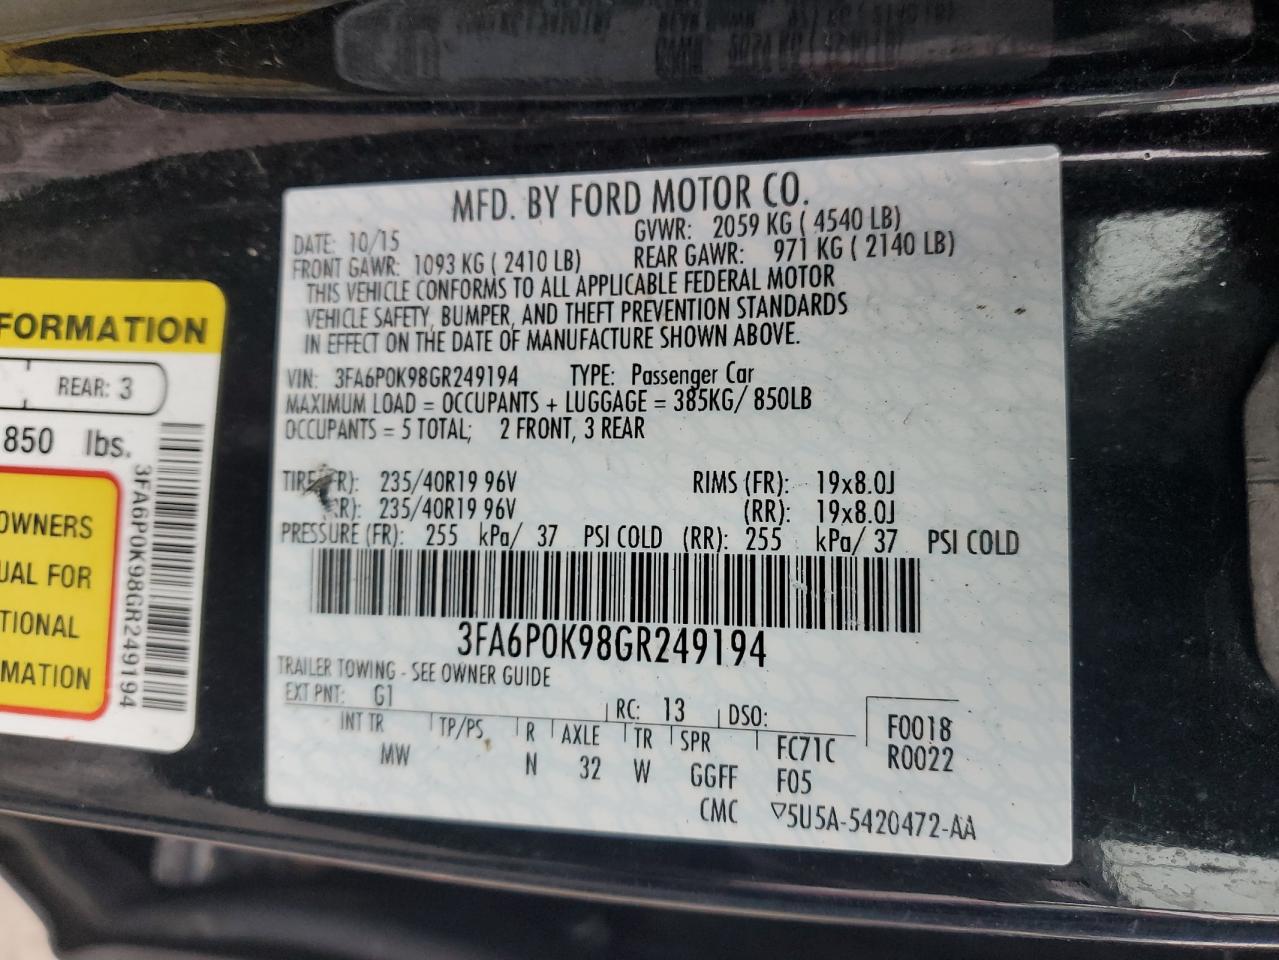 MFD. BY FORD MOTOR CO.
DATE: 10/15 GVWR: 2059 KG ( 4540 LB)
FRONT GAWR: 1093 KG ( 2410 LB) REAR GAWR: 971 KG ( 2140 LB)
THIS VEHICLE CONFORMS TO ALL APPLICABLE FEDERAL MOTOR
VEHICLE SAFETY, BUMPER, AND THEFT PREVENTION STANDARDS
IN EFFECT ON THE DATE OF MANUFACTURE SHOWN ABOVE.
VIN: 3FA6P0K98GR249194 TYPE: Passenger Car
MAXIMUM LOAD = OCCUPANTS + LUGGAGE = 385KG/ 850LB
OCCUPANTS = 5 TOTAL; 2 FRONT, 3 REAR
TIRE (FR): 235/40R19 96V RIMS (FR): 19x8.0J
R): 235/40R19 96V (RR): 19x8.0J
PRESSURE (FR): 255 kPa/ 37 PSI COLD (RR): 255 kPa/ 37 PSI COLD
3FA6P0K98GR249194
TRAILER TOWING - SEE OWNER GUIDE
EXT PNT: G1 RC: 13 DSO:
INT TR TP/PS R AXLE TR SPR FC71C F0018
MW N 32 W GGFF F05 R0022
CMC ▽5U5A-5420472-AA
FORMATION
REAR: 3
850 lbs.
OWNERS
UAL FOR
TIONAL
MATION
3FA6P0K98GR249194